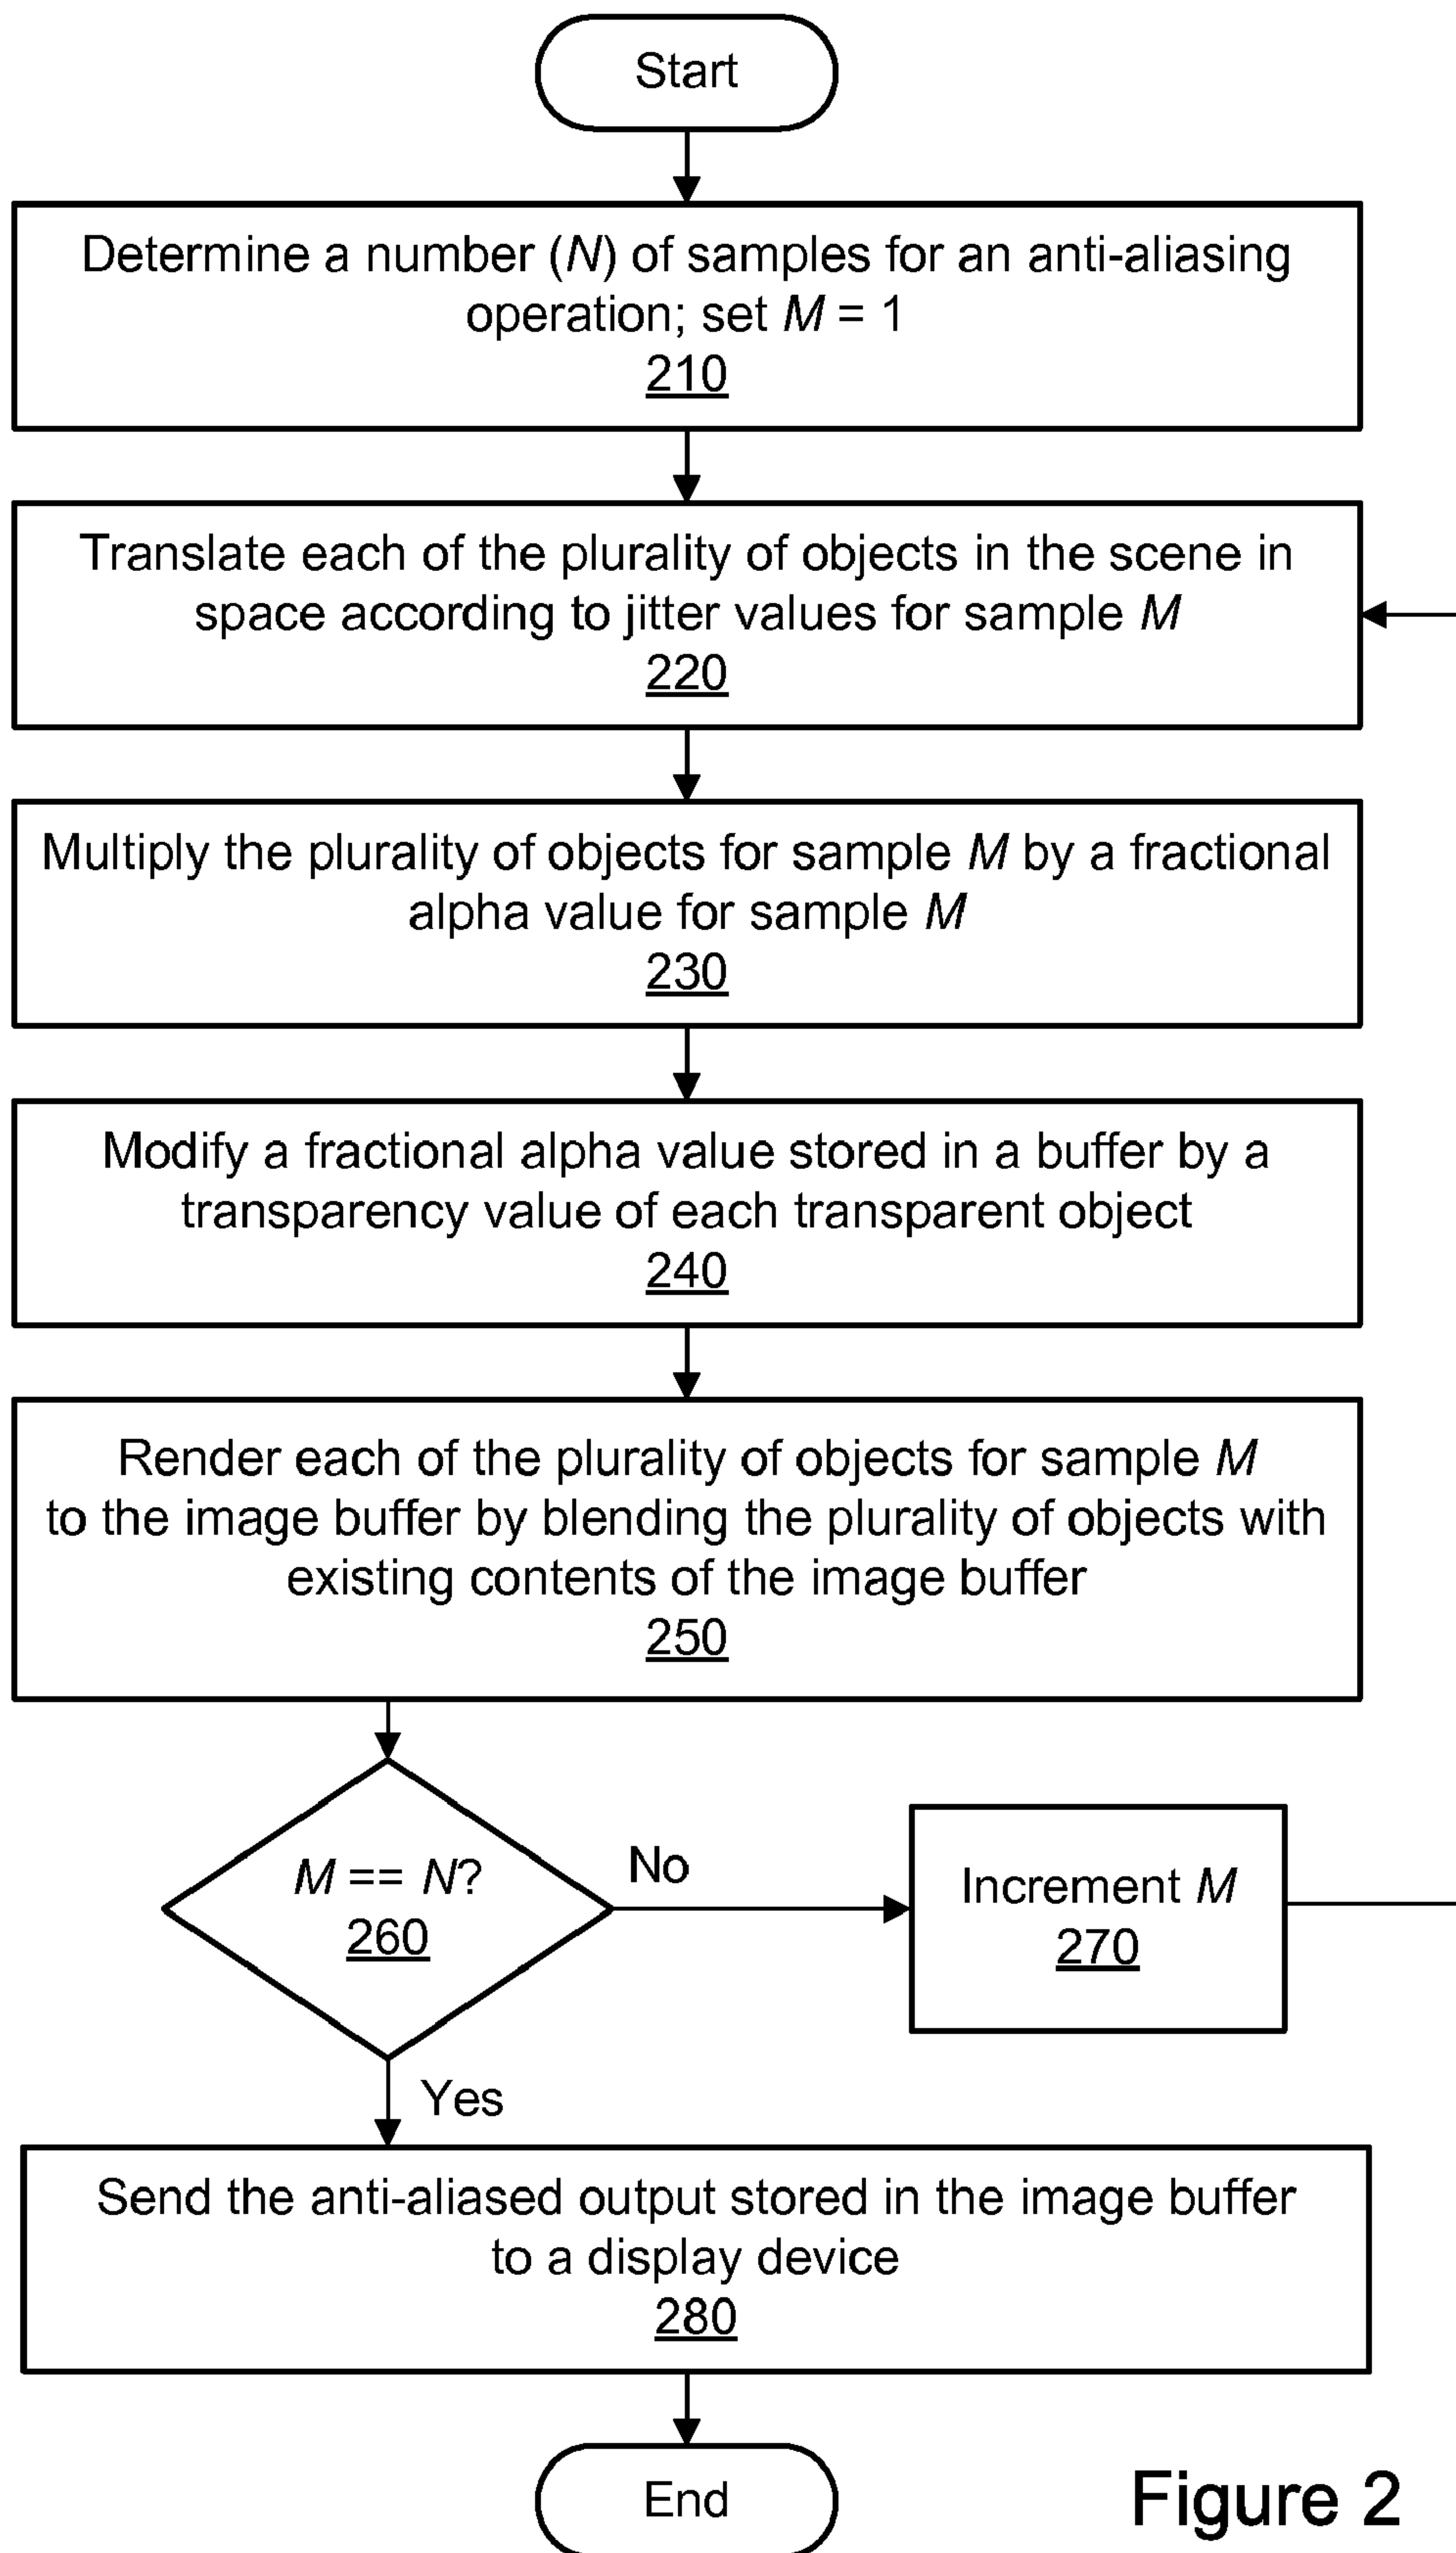 Start
Determine a number (N) of samples for an anti-aliasing
operation; set M = 1
210
Translate each of the plurality of objects in the scene in
space according to jitter values for sample M
220
Multiply the plurality of objects for sample M by a fractional
alpha value for sample M
230
Modify a fractional alpha value stored in a buffer by a
transparency value of each transparent object
240
Render each of the plurality of objects for sample M
to the image buffer by blending the plurality of objects with
existing contents of the image buffer
250
M == N?
260
No
Increment M
270
Yes
Send the anti-aliased output stored in the image buffer
to a display device
280
End
Figure 2